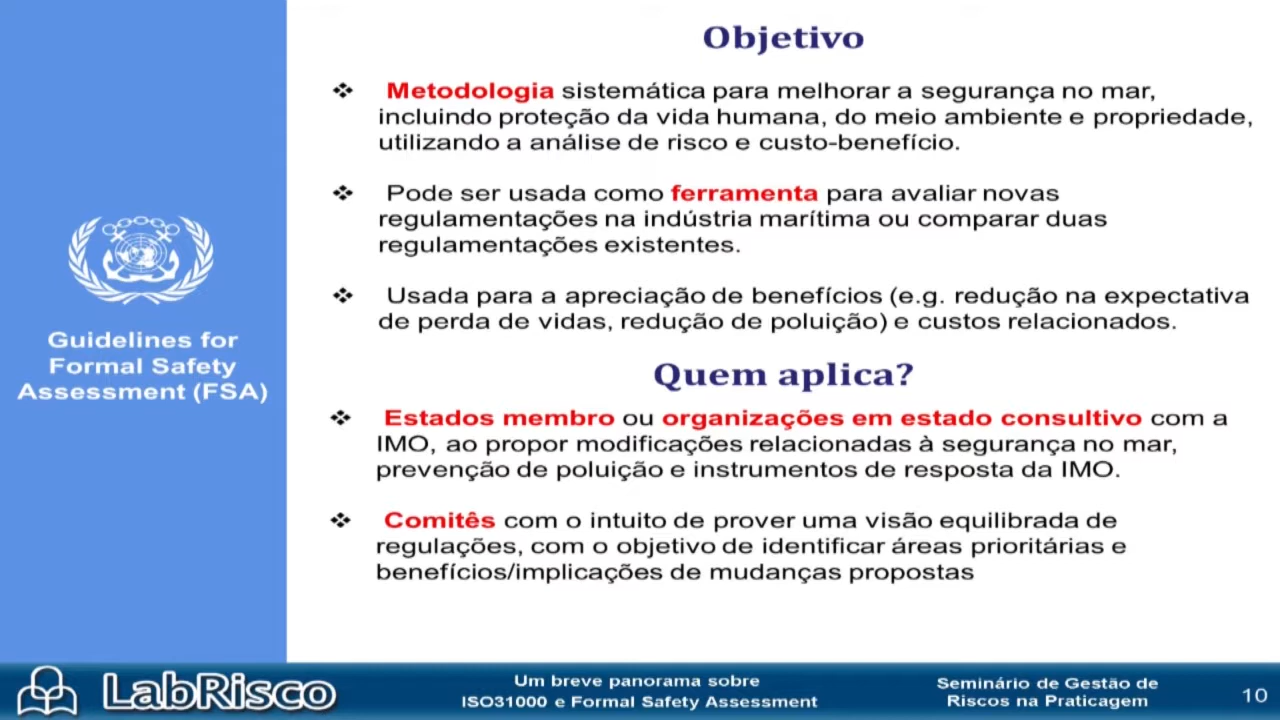 Guidelines for
Formal Safety
Assessment (FSA)
Objetivo
❖ Metodologia sistemática para melhorar a segurança no mar,
incluindo proteção da vida humana, do meio ambiente e propriedade,
utilizando a análise de risco e custo-benefício.
❖ Pode ser usada como ferramenta para avaliar novas
regulamentações na indústria marítima ou comparar duas
regulamentações existentes.
❖ Usada para a apreciação de benefícios (e.g. redução na expectativa
de perda de vidas, redução de poluição) e custos relacionados.
Quem aplica?
❖ Estados membro ou organizações em estado consultivo com a
IMO, ao propor modificações relacionadas à segurança no mar,
prevenção de poluição e instrumentos de resposta da IMO.
❖ Comitês com o intuito de prover uma visão equilibrada de
regulações, com o objetivo de identificar áreas prioritárias e
benefícios/implicações de mudanças propostas
LabRisco
Um breve panorama sobre
ISO31000 e Formal Safety Assessment
Seminário de Gestão de
Riscos na Praticagem
10